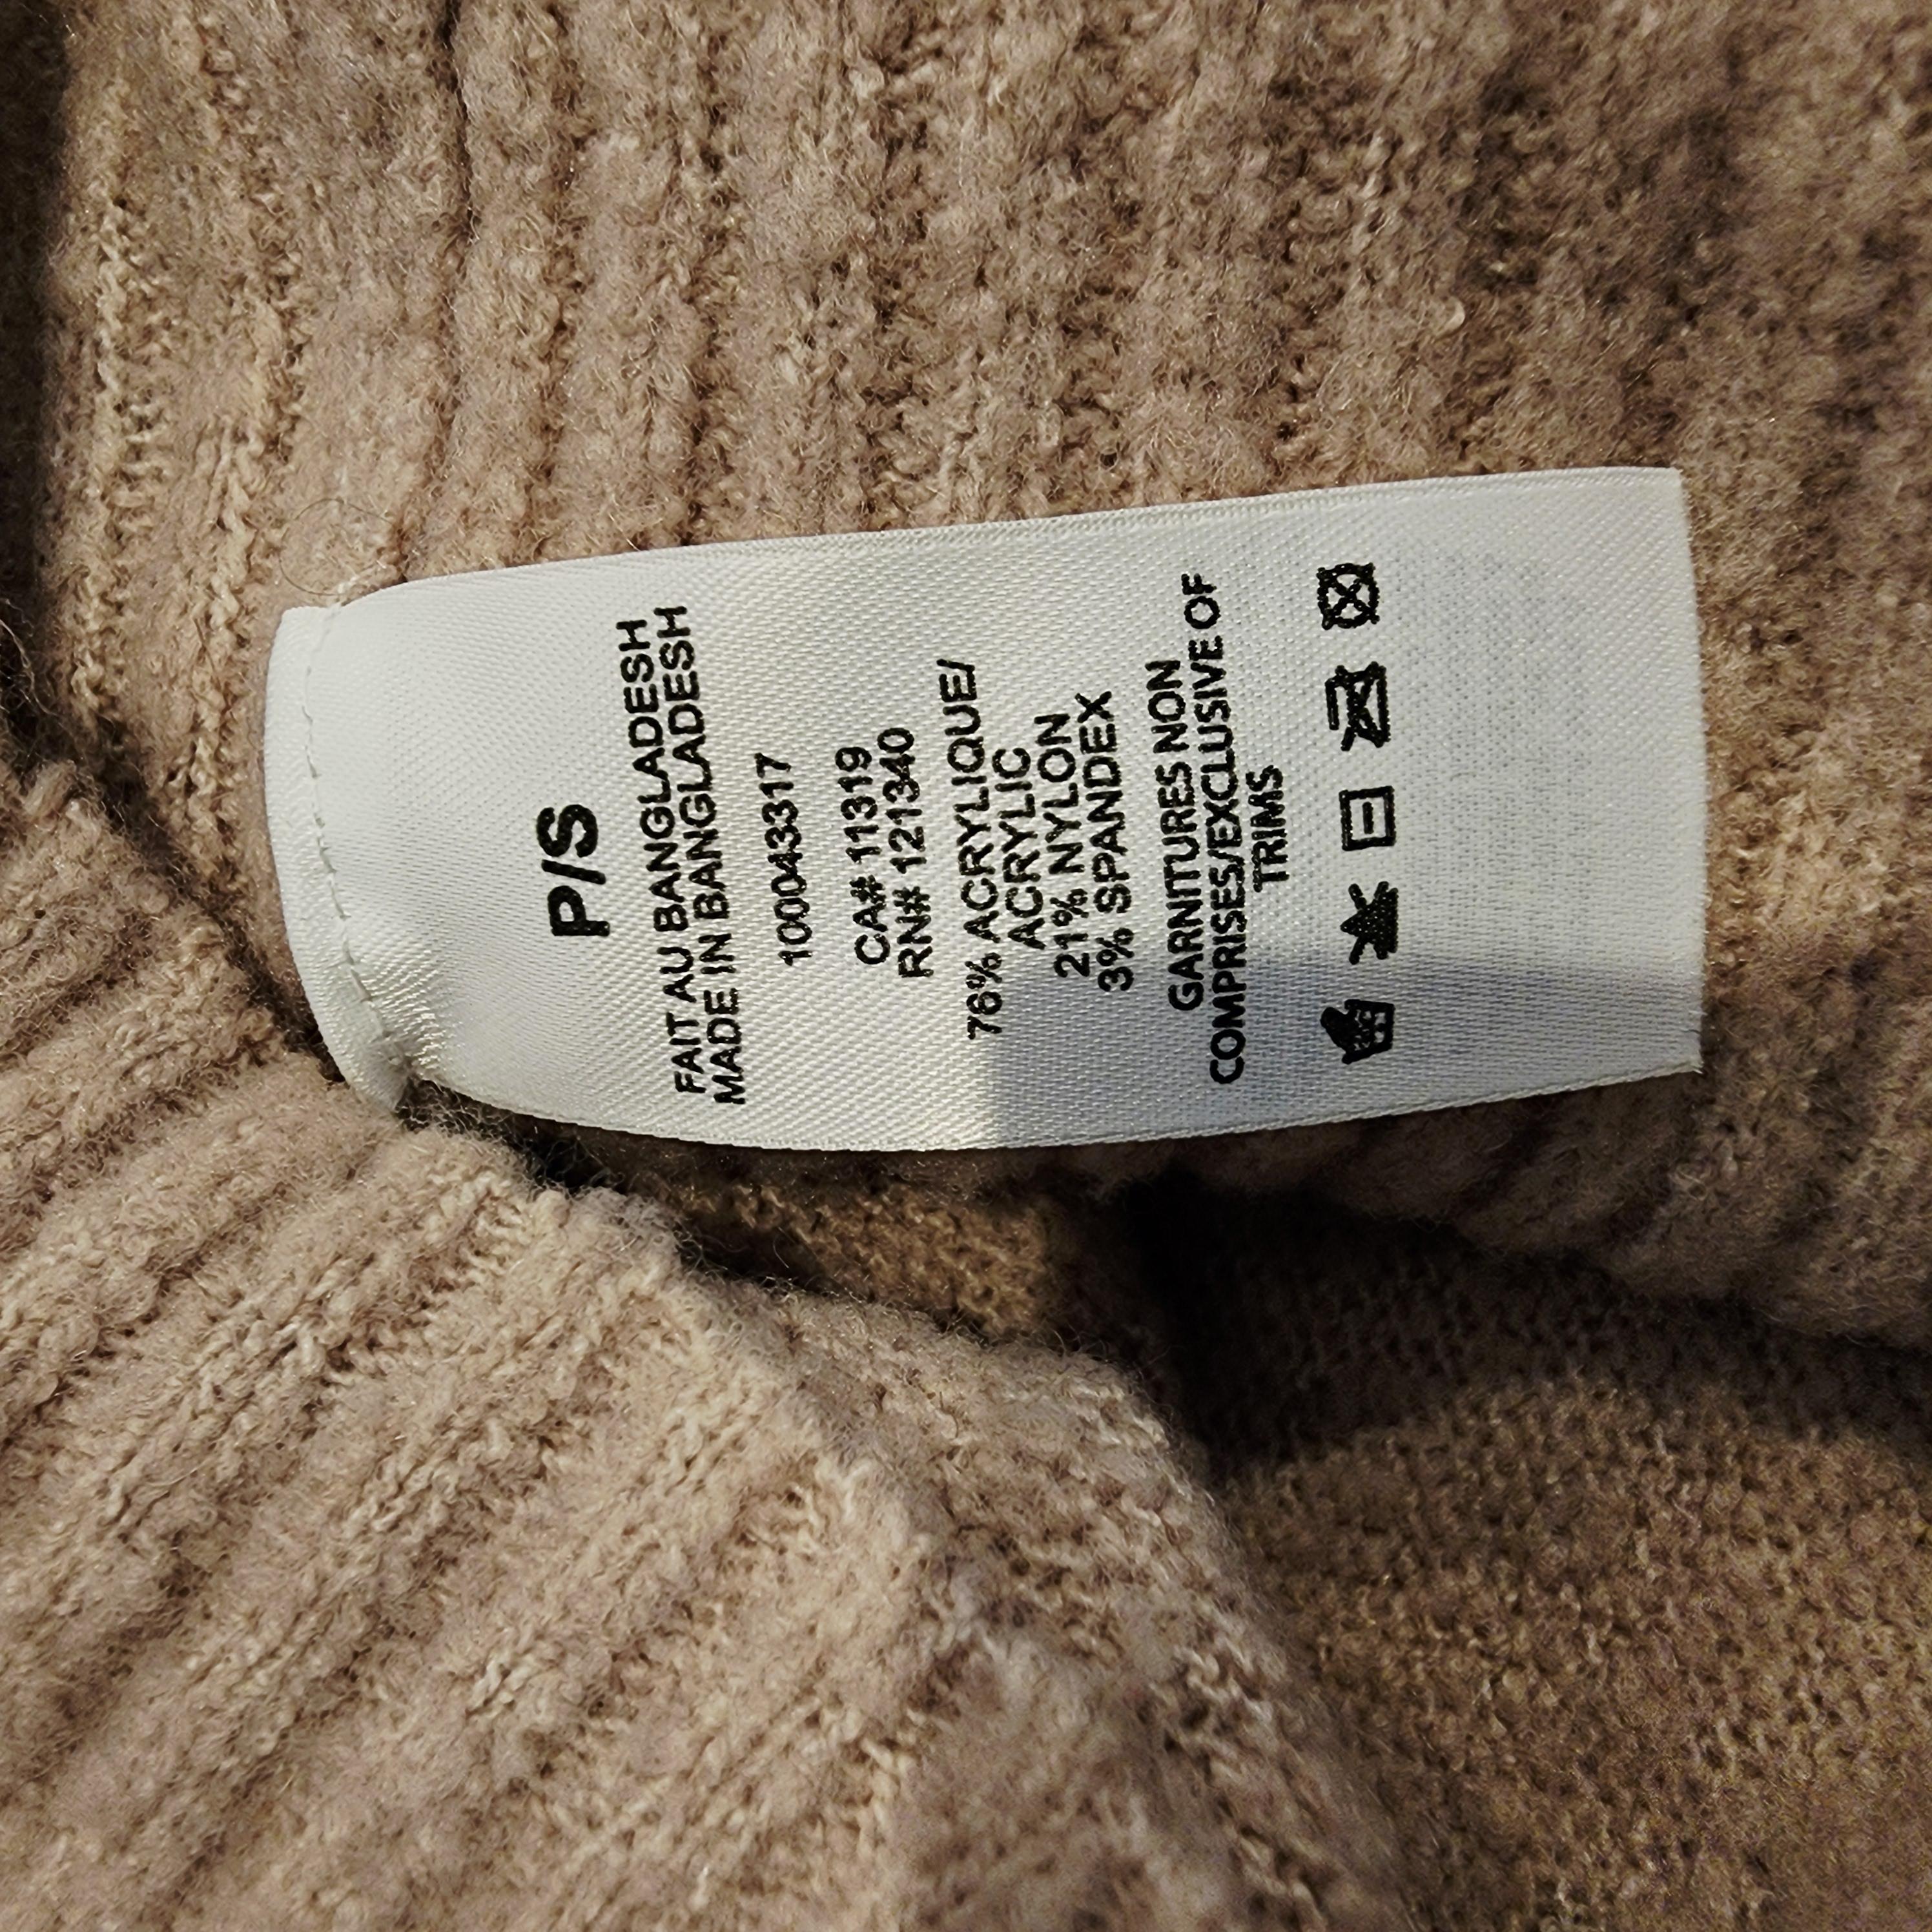 P/S
FAIT AU BANGLADESH
MADE IN BANGLADESH
100043317
CA# 11319
RN# 121340
76% ACRYLIQUE/
ACRYLIC
21% NYLON
3% SPANDEX
GARNITURES NON
COMPRISES/EXCLUSIVE OF
TRIMS